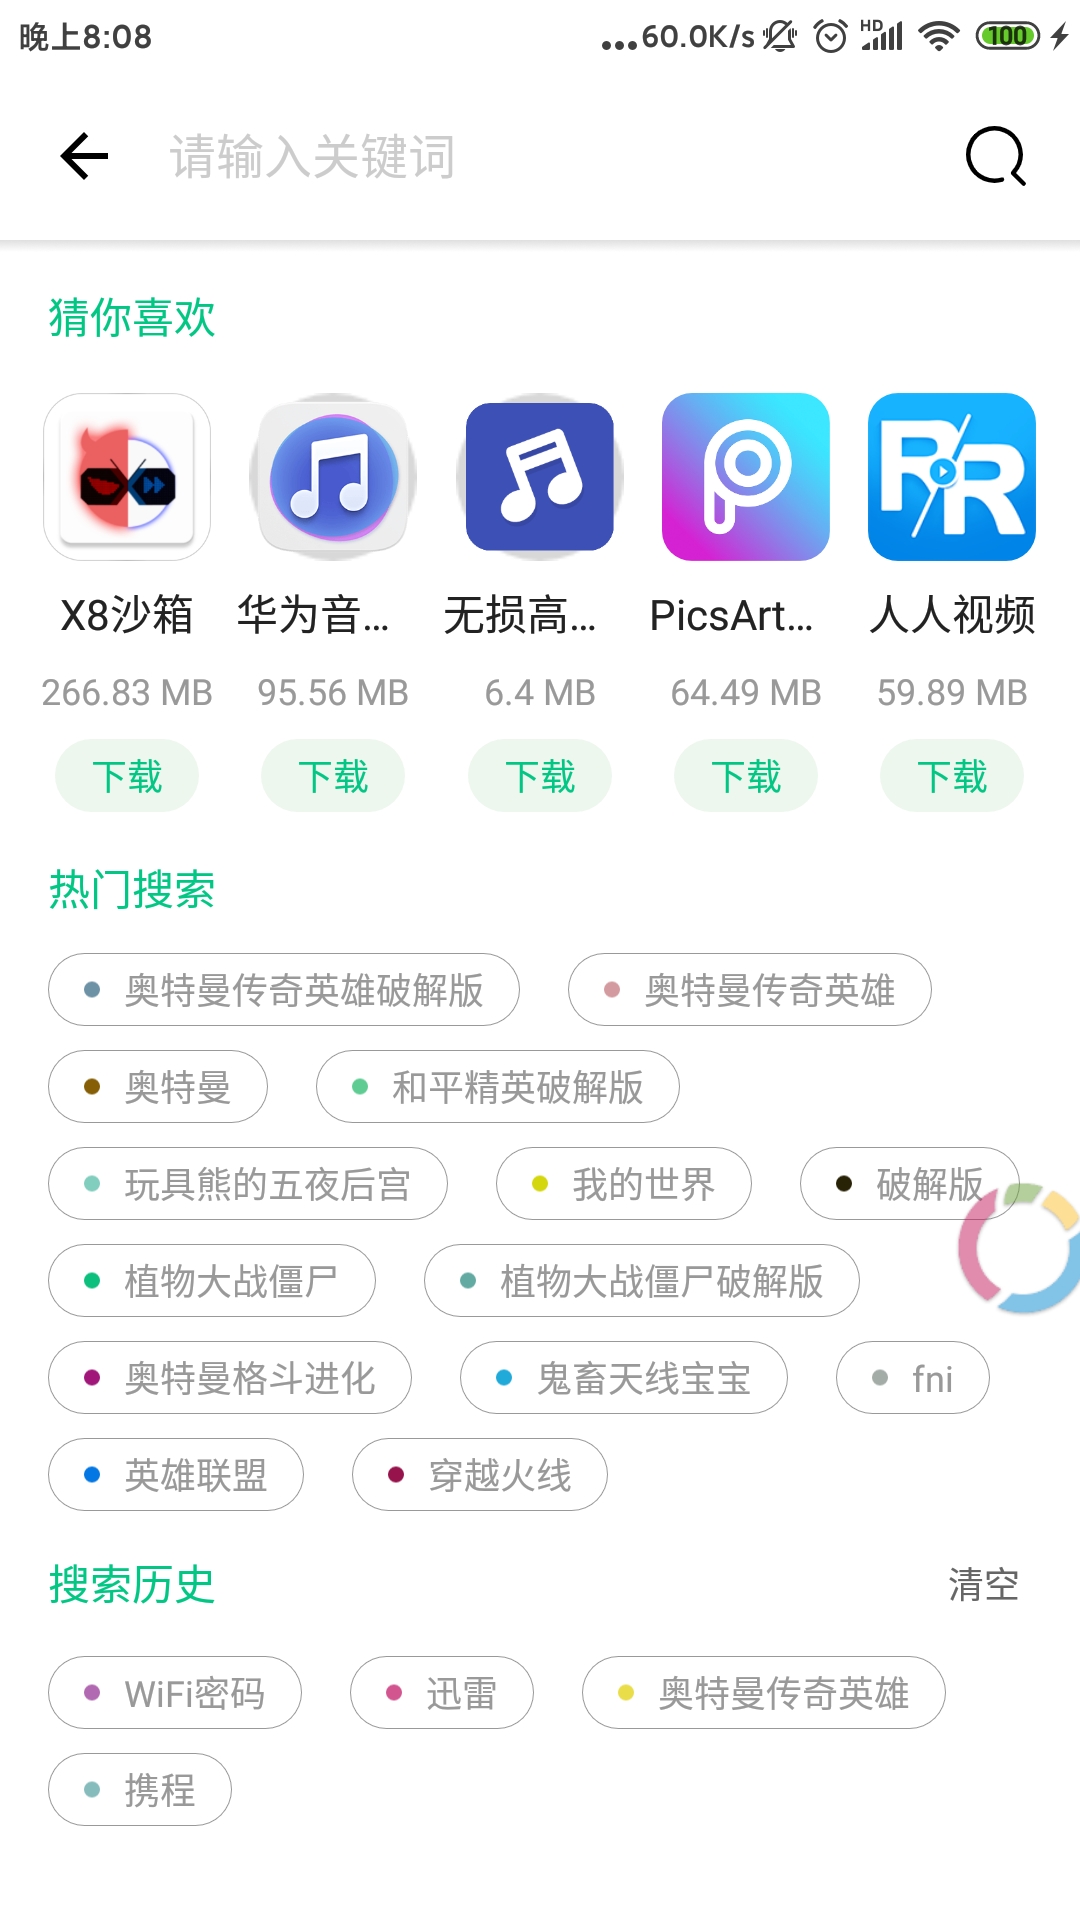 晚上8:08 ...60.0K/s HD 100
请输入关键词
猜你喜欢
X8沙箱 华为音... 无损高... PicsArt... 人人视频
266.83 MB 95.56 MB 6.4 MB 64.49 MB 59.89 MB
下载 下载 下载 下载 下载
热门搜索
奥特曼传奇英雄破解版 奥特曼传奇英雄
奥特曼 和平精英破解版
玩具熊的五夜后宫 我的世界 破解版
植物大战僵尸 植物大战僵尸破解版
奥特曼格斗进化 鬼畜天线宝宝 fni
英雄联盟 穿越火线
搜索历史 清空
WiFi密码 迅雷 奥特曼传奇英雄
携程